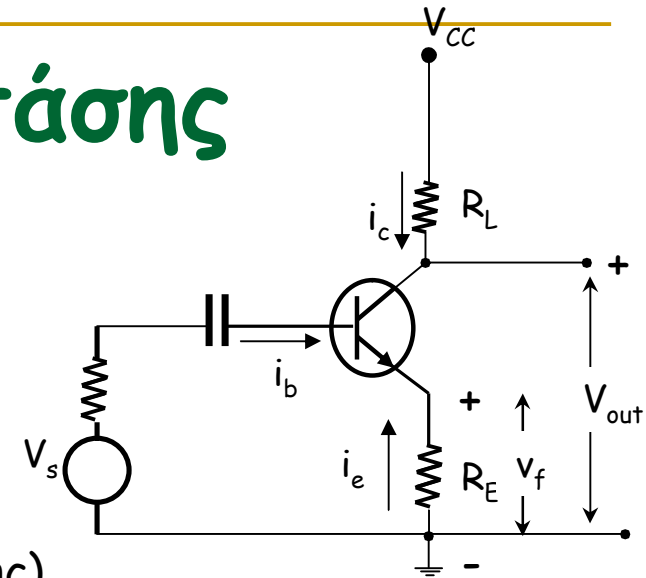 V_CC
τάσης
i_c
R_L
+
i_b
+
V_out
V_s
i_e
R_E
v_f
-